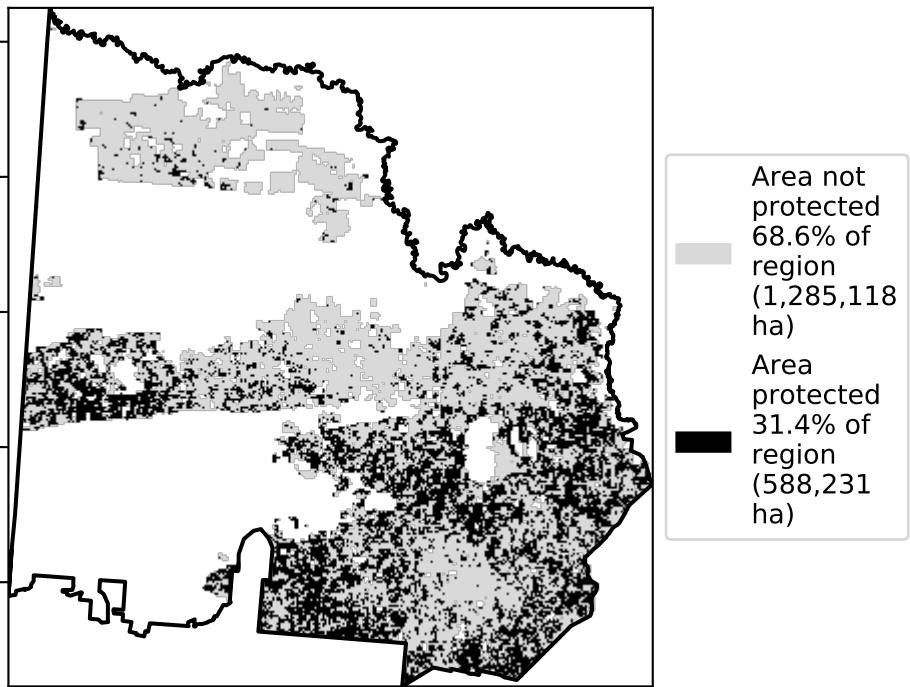 Area not
protected
68.6% of
region
(1,285,118
ha)
Area
protected
31.4% of
region
(588,231
ha)